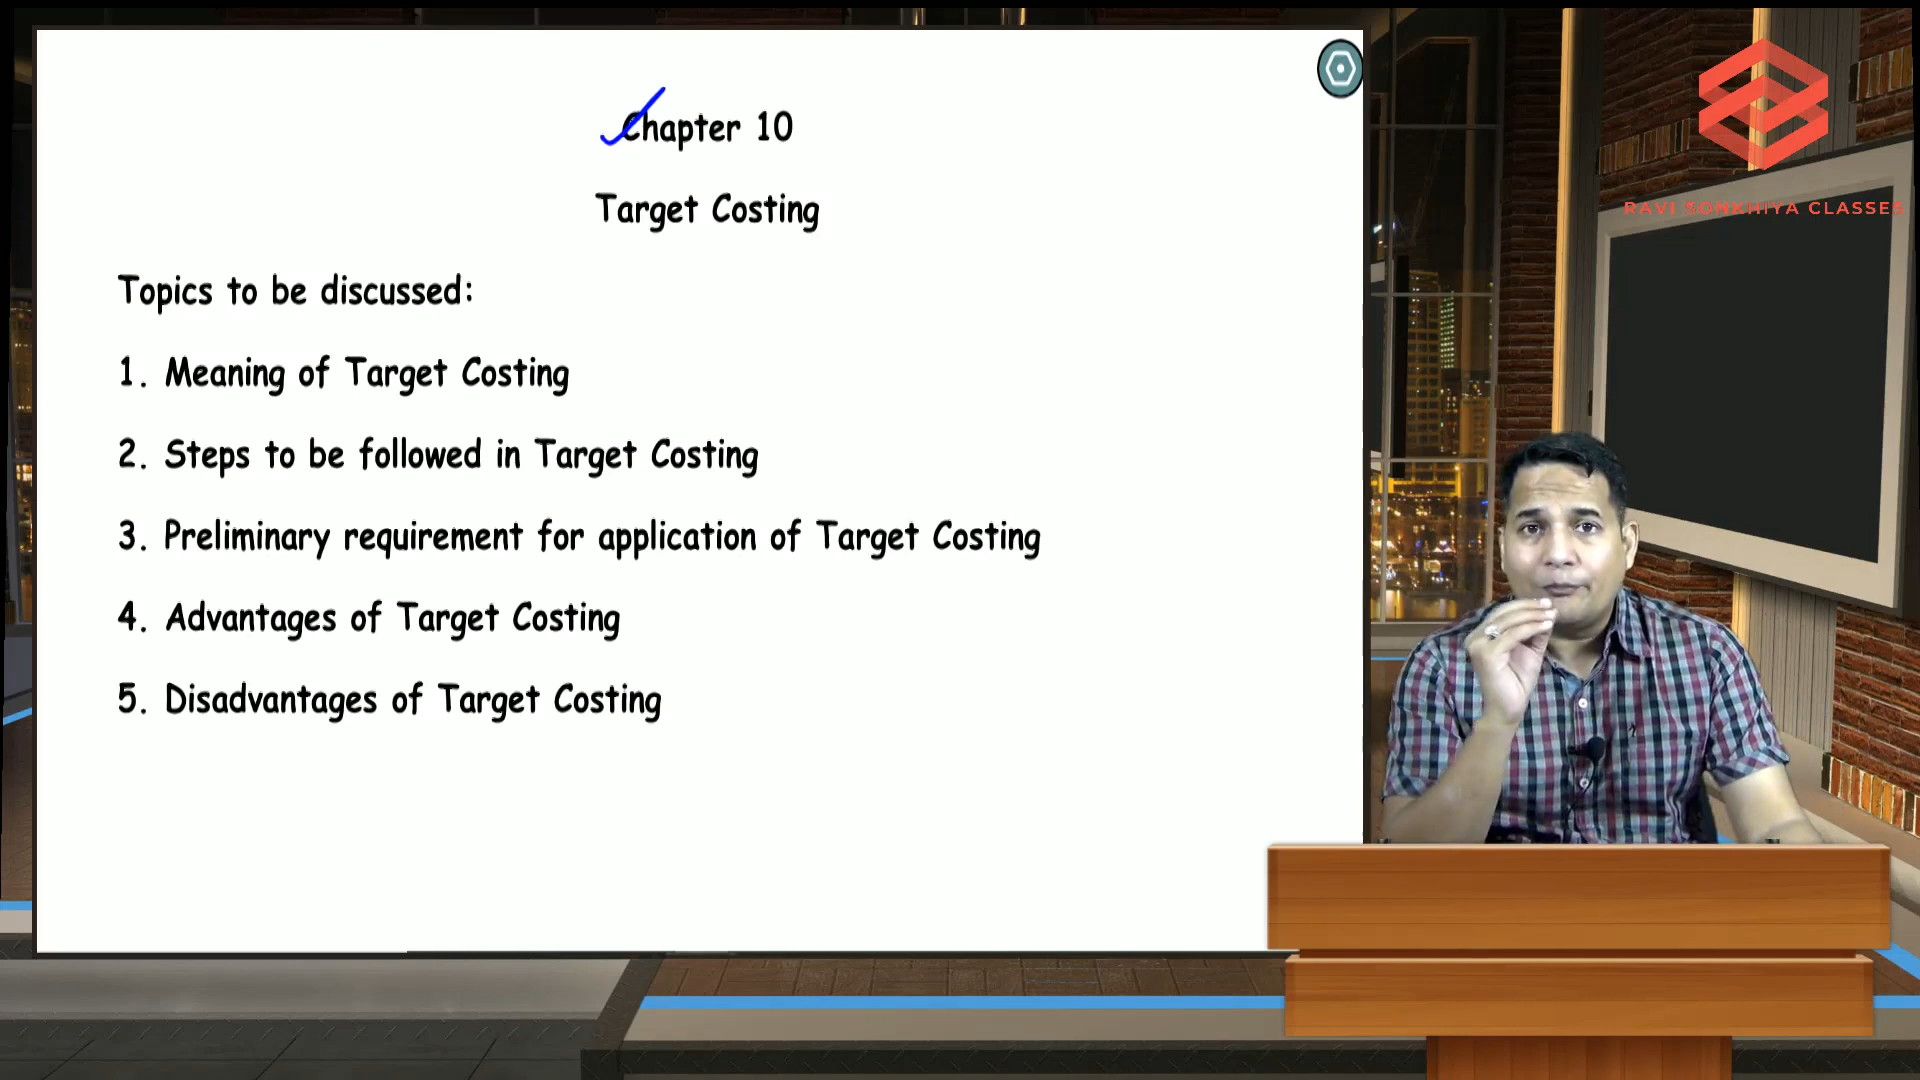 Chapter 10
Target Costing
Topics to be discussed:
1. Meaning of Target Costing
2. Steps to be followed in Target Costing
3. Preliminary requirement for application of Target Costing
4. Advantages of Target Costing
5. Disadvantages of Target Costing
RAVI SONKHIYA CLASSES